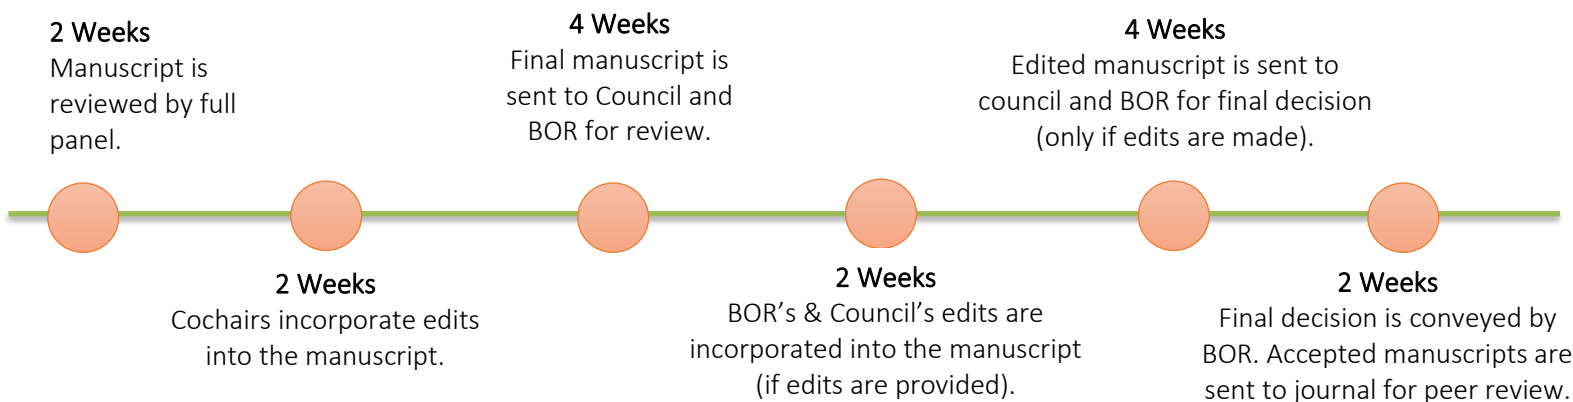 2 Weeks
Manuscript is
reviewed by full
panel.
2 Weeks
Cochairs incorporate edits
into the manuscript.
4 Weeks
Final manuscript is
sent to Council and
BOR for review.
2 Weeks
BOR’s & Council’s edits are
incorporated into the manuscript
(if edits are provided).
4 Weeks
Edited manuscript is sent to
council and BOR for final decision
(only if edits are made).
2 Weeks
Final decision is conveyed by
BOR. Accepted manuscripts are
sent to journal for peer review.